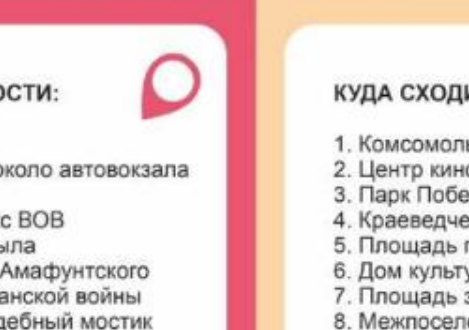 ОСТИ:
около автовокзала
с ВОВ
ыла
Амафунтского
анской войны
дебный мостик
КУДА СХОДИ
1. Комсомоль
2. Центр кино
3. Парк Побе
4. Краеведче
5. Площадь
6. Дом культу
7. Площадь
8. Межпосел